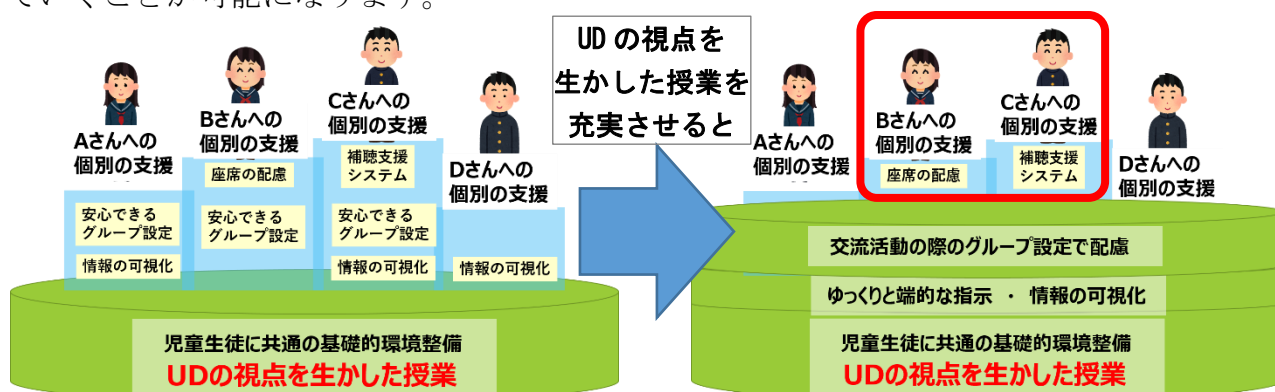 ていくことが可能になります。
Aさんへの
個別の支援
安心できる
グループ設定
情報の可視化
Bさんへの
個別の支援
座席の配慮
安心できる
グループ設定
Cさんへの
個別の支援
補聴支援
システム
安心できる
グループ設定
情報の可視化
Dさんへの
個別の支援
情報の可視化
児童生徒に共通の基礎的環境整備
UDの視点を生かした授業
UDの視点を
生かした授業を
充実させると
Aさんへの
個別の支援
Bさんへの
個別の支援
座席の配慮
Cさんへの
個別の支援
補聴支援
システム
Dさんへの
個別の支援
交流活動の際のグループ設定で配慮
ゆっくりと端的な指示 ・ 情報の可視化
児童生徒に共通の基礎的環境整備
UDの視点を生かした授業